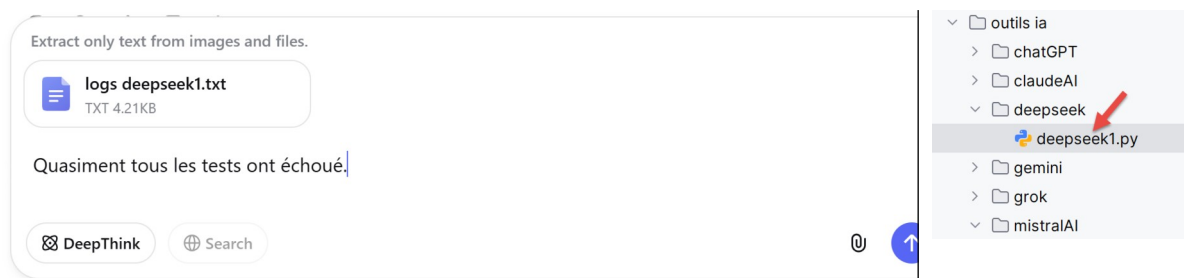 Extract only text from images and files.
logs deepseek1.txt
TXT 4.21KB
Quasiment tous les tests ont échoué.
DeepThink
Search
outils ia
chatGPT
claudeAI
deepseek
deepseek1.py
gemini
grok
mistralAI